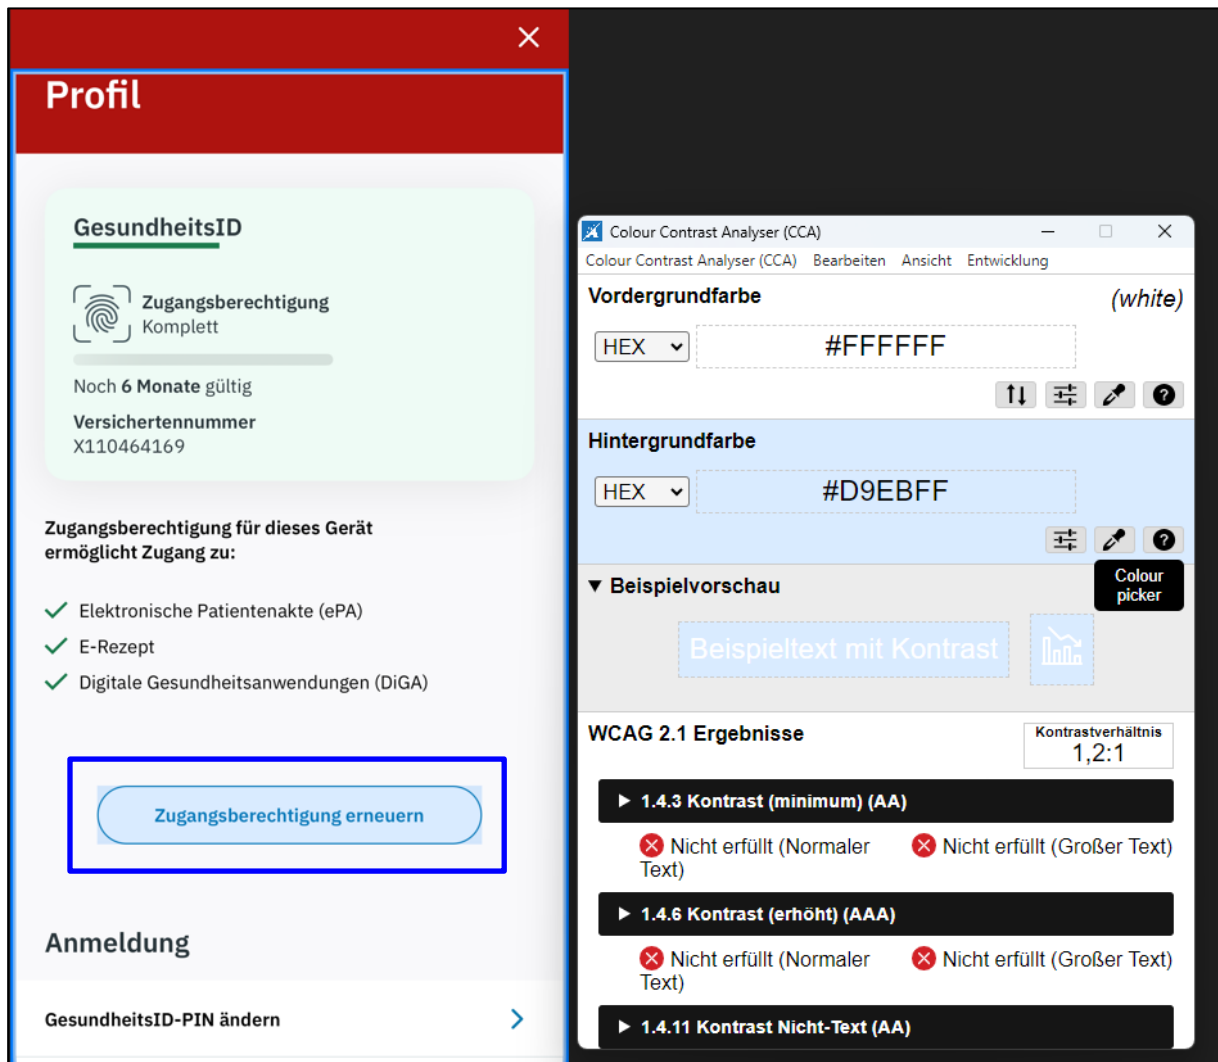 Profil
GesundheitsID
Zugangsberechtigung
Komplett
Noch 6 Monate gültig
Versichertennummer
X110464169
Zugangsberechtigung für dieses Gerät
ermöglicht Zugang zu:
Elektronische Patientenakte (ePA)
E-Rezept
Digitale Gesundheitsanwendungen (DiGA)
Zugangsberechtigung erneuern
Anmeldung
GesundheitsID-PIN ändern
Colour Contrast Analyser (CCA)
Colour Contrast Analyser (CCA) Bearbeiten Ansicht Entwicklung
Vordergrundfarbe (white)
HEX #FFFFFF
?
Hintergrundfarbe
HEX #D9EBFF
?
Colour
picker
Beispielvorschau
Beispieltext mit Kontrast
WCAG 2.1 Ergebnisse
Kontrastverhältnis
1,2:1
1.4.3 Kontrast (minimum) (AA)
Nicht erfüllt (Normaler
Text)
Nicht erfüllt (Großer Text)
1.4.6 Kontrast (erhöht) (AAA)
Nicht erfüllt (Normaler
Text)
Nicht erfüllt (Großer Text)
1.4.11 Kontrast Nicht-Text (AA)